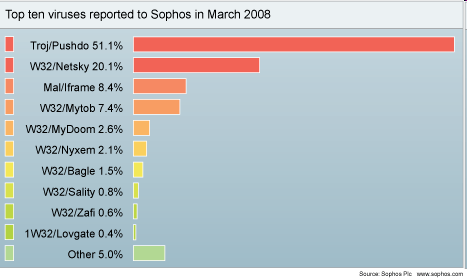 Top ten viruses reported to Sophos in March 2008
Troj/Pushdo 51.1%
W32/Netsky 20.1%
Mal/Iframe 8.4%
W32/Mytob 7.4%
W32/MyDoom 2.6%
W32/Nyxem 2.1%
W32/Bagle 1.5%
W32/Sality 0.8%
W32/Zafi 0.6%
1W32/Lovgate 0.4%
Other 5.0%
Source: Sophos Plc www.sophos.com